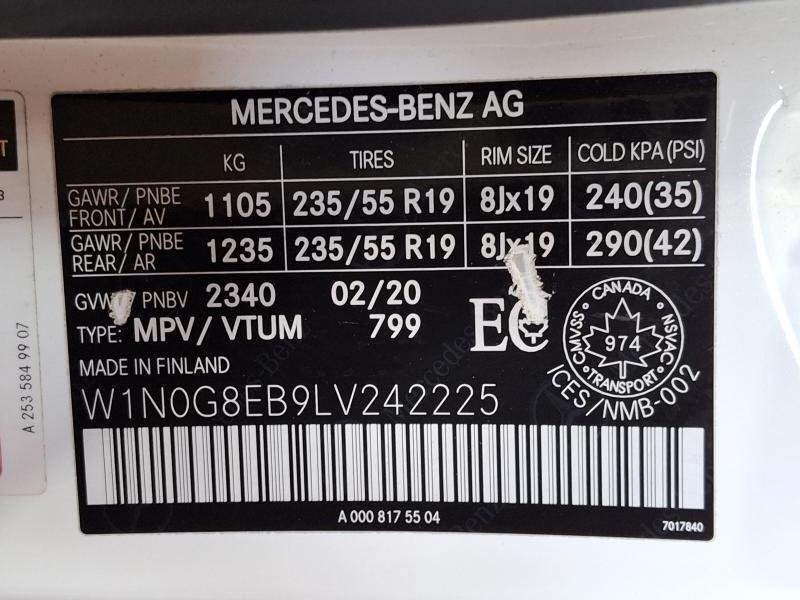 MERCEDES-BENZ AG
KG TIRES RIM SIZE COLD KPA (PSI)
GAWR/ PNBE FRONT/ AV 1105 235/55 R19 8Jx19 240(35)
GAWR/ PNBE REAR/ AR 1235 235/55 R19 8Jx19 290(42)
PNBV 2340 02/20
TYPE: MPV/ VTUM 799
EC
CANADA
CMVSS 974 NSVAC
TRANSPORT
ICES/NMB-002
MADE IN FINLAND
W1N0G8EB9LV242225
A 000 817 55 04
7017840
A 253 584 99 07